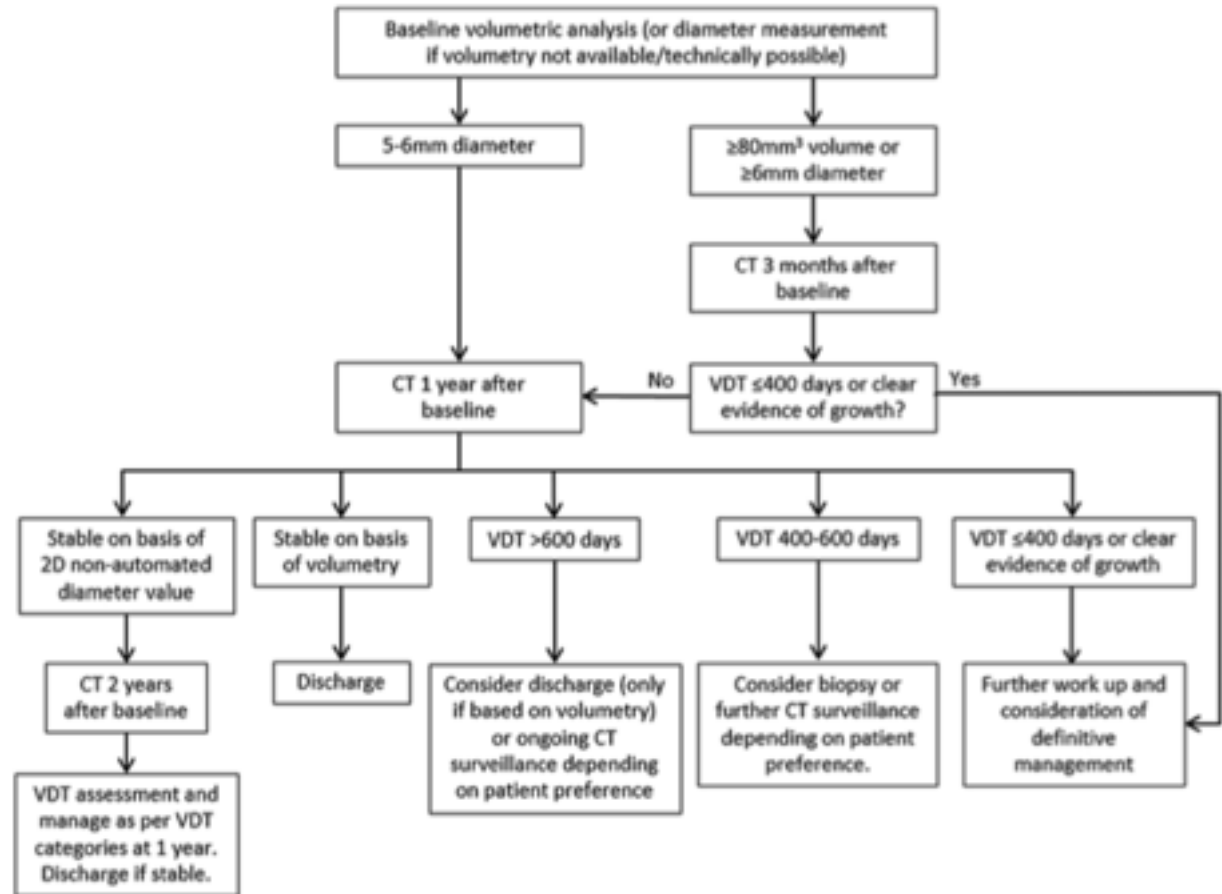 Baseline volumetric analysis (or diameter measurement
if volumetry not available/technically possible)
5-6mm diameter
≥80mm³ volume or
≥6mm diameter
CT 3 months after
baseline
CT 1 year after
baseline
No
VDT ≤400 days or clear
evidence of growth?
Yes
Stable on basis of
2D non-automated
diameter value
Stable on basis
of volumetry
VDT >600 days
VDT 400-600 days
VDT ≤400 days or clear
evidence of growth
CT 2 years
after baseline
Discharge
Consider discharge (only
if based on volumetry)
or ongoing CT
surveillance depending
on patient preference
Consider biopsy or
further CT surveillance
depending on patient
preference.
Further work up and
consideration of
definitive
management
VDT assessment and
manage as per VDT
categories at 1 year.
Discharge if stable.